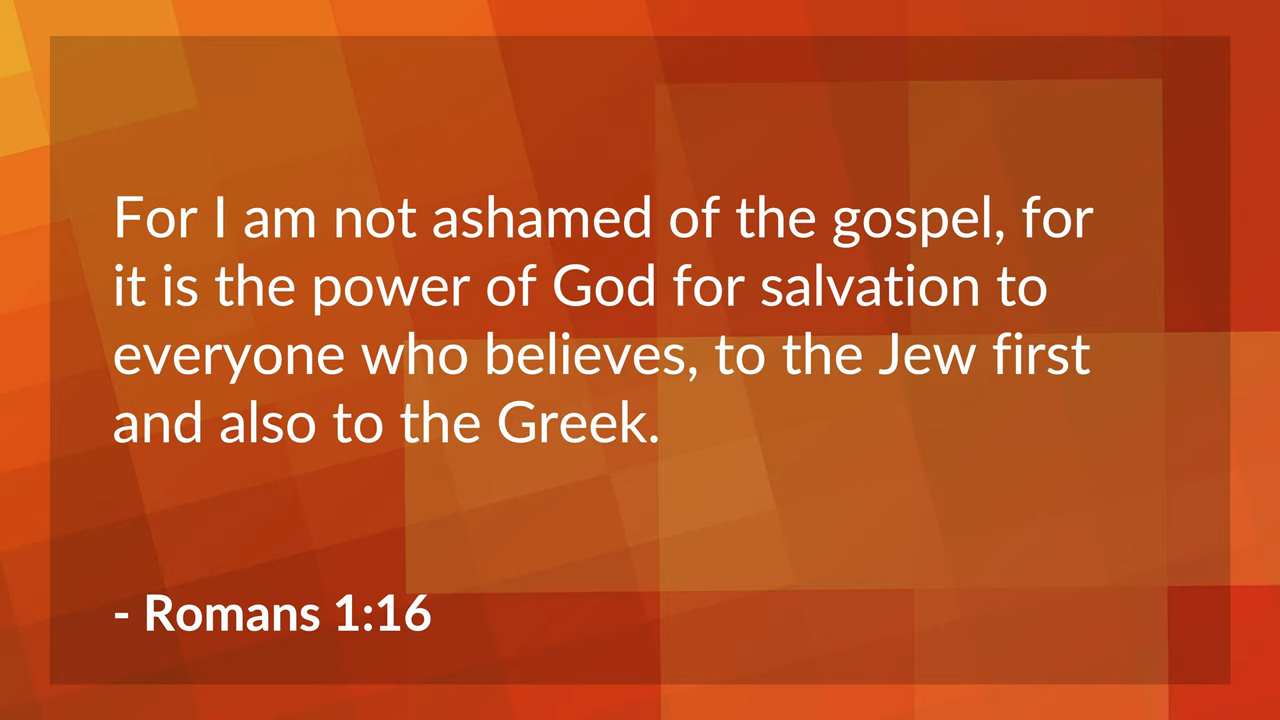 For I am not ashamed of the gospel, for
it is the power of God for salvation to
everyone who believes, to the Jew first
and also to the Greek.
- Romans 1:16